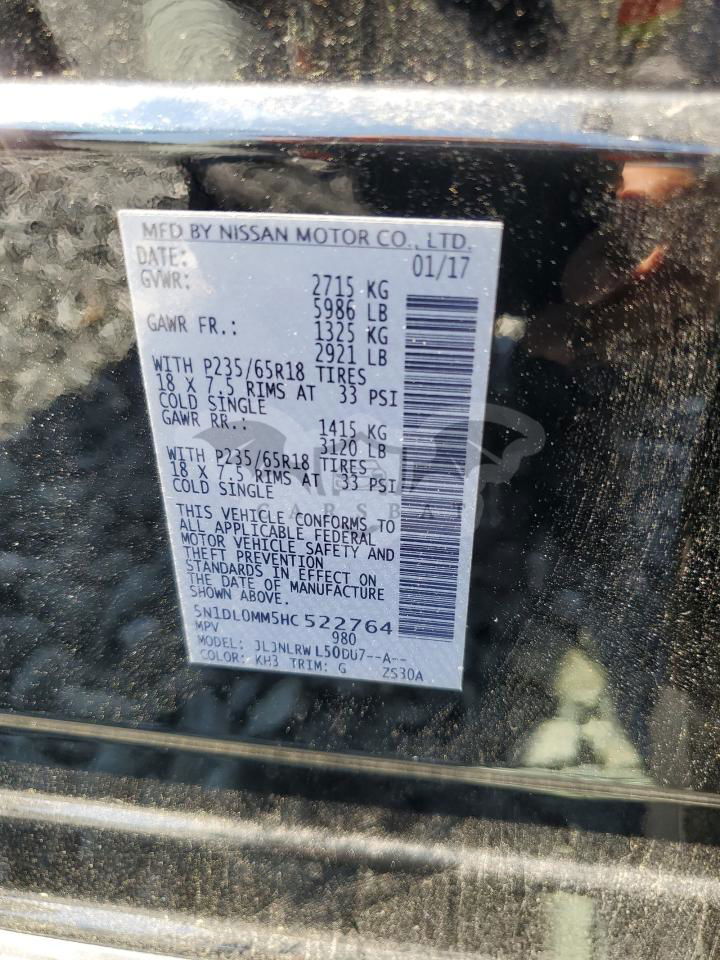 MFD BY NISSAN MOTOR CO., LTD.
DATE: 01/17
GVWR: 2715 KG
5986 LB
GAWR FR.: 1325 KG
2921 LB
WITH P235/65R18 TIRES
18 X 7.5 RIMS AT 33 PSI
COLD SINGLE
GAWR RR.: 1415 KG
3120 LB
WITH P235/65R18 TIRES
18 X 7.5 RIMS AT 33 PSI
COLD SINGLE
CARSBAT
THIS VEHICLE CONFORMS TO
ALL APPLICABLE FEDERAL
MOTOR VEHICLE SAFETY AND
THEFT PREVENTION
STANDARDS IN EFFECT ON
THE DATE OF MANUFACTURE
SHOWN ABOVE.
5N1DL0MM5HC522764
MPV 980
MODEL: JLJNLRWL50DU7--A--
COLOR: KH3 TRIM: G ZS30A